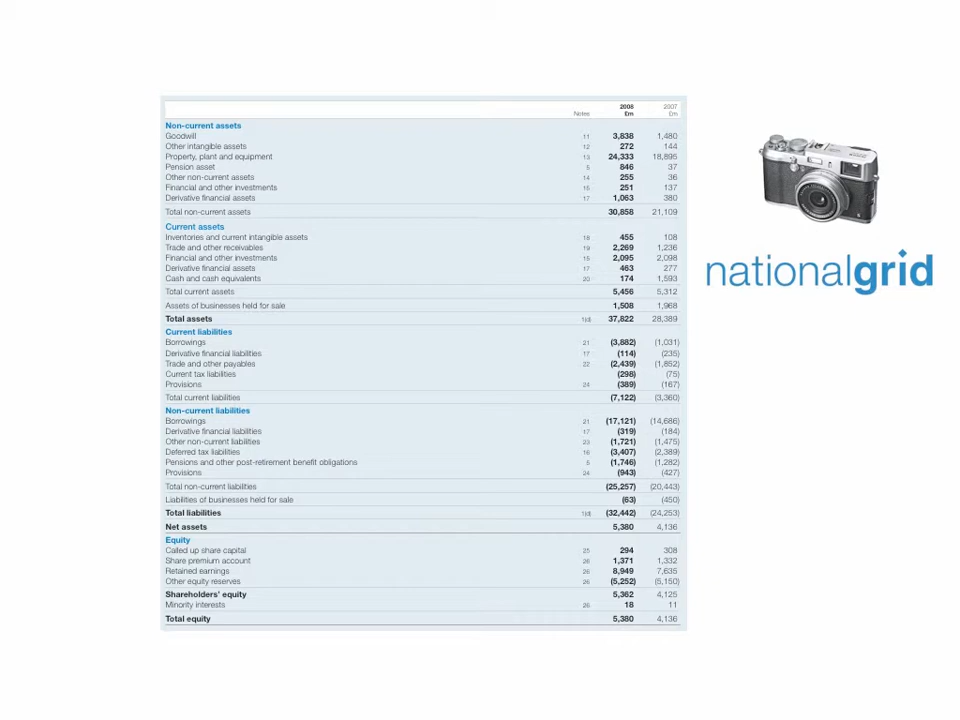 2008 2007
Notes £m £m
Non-current assets
Goodwill 11 3,838 1,480
Other intangible assets 12 272 144
Property, plant and equipment 13 24,333 18,895
Pension asset 5 846 37
Other non-current assets 14 255 36
Financial and other investments 15 251 137
Derivative financial assets 17 1,063 380
Total non-current assets 30,858 21,109
Current assets
Inventories and current intangible assets 18 455 108
Trade and other receivables 19 2,269 1,236
Financial and other investments 15 2,095 2,098
Derivative financial assets 17 463 277
Cash and cash equivalents 20 174 1,593
Total current assets 5,456 5,312
Assets of businesses held for sale 1,508 1,968
Total assets 1(d) 37,822 28,389
Current liabilities
Borrowings 21 (3,882) (1,031)
Derivative financial liabilities 17 (114) (235)
Trade and other payables 22 (2,439) (1,852)
Current tax liabilities (298) (75)
Provisions 24 (389) (167)
Total current liabilities (7,122) (3,360)
Non-current liabilities
Borrowings 21 (17,121) (14,686)
Derivative financial liabilities 17 (319) (184)
Other non-current liabilities 23 (1,721) (1,475)
Deferred tax liabilities 16 (3,407) (2,389)
Pensions and other post-retirement benefit obligations 5 (1,746) (1,282)
Provisions 24 (943) (427)
Total non-current liabilities (25,257) (20,443)
Liabilities of businesses held for sale (63) (450)
Total liabilities 1(d) (32,442) (24,253)
Net assets 5,380 4,136
Equity
Called up share capital 25 294 308
Share premium account 26 1,371 1,332
Retained earnings 26 8,949 7,635
Other equity reserves 26 (5,252) (5,150)
Shareholders' equity 5,362 4,125
Minority interests 26 18 11
Total equity 5,380 4,136
nationalgrid